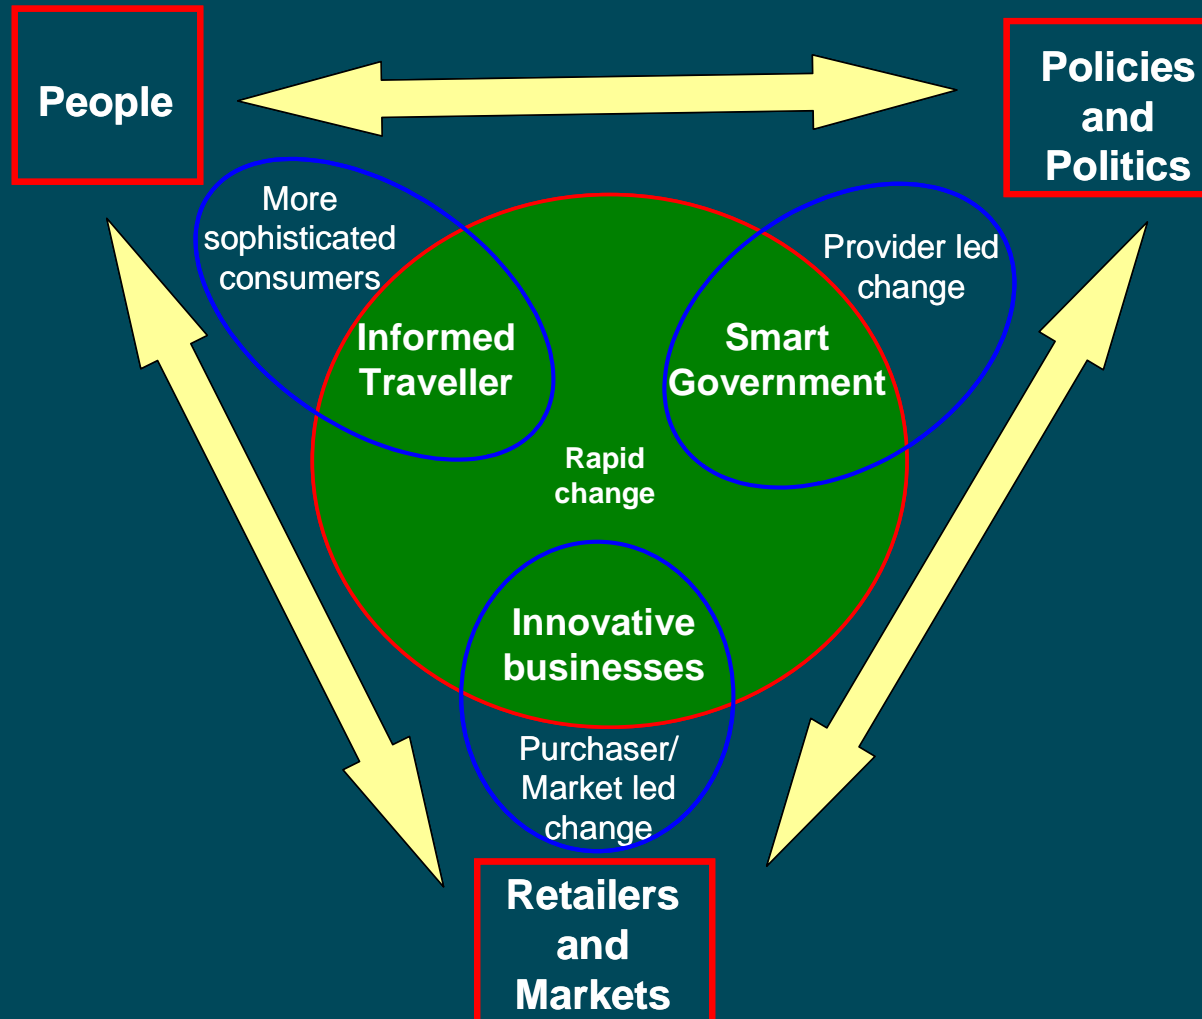 People
Policies
and
Politics
More
sophisticated
consumers
Provider led
change
Informed
Traveller
Smart
Government
Rapid
change
Innovative
businesses
Purchaser/
Market led
change
Retailers
and
Markets